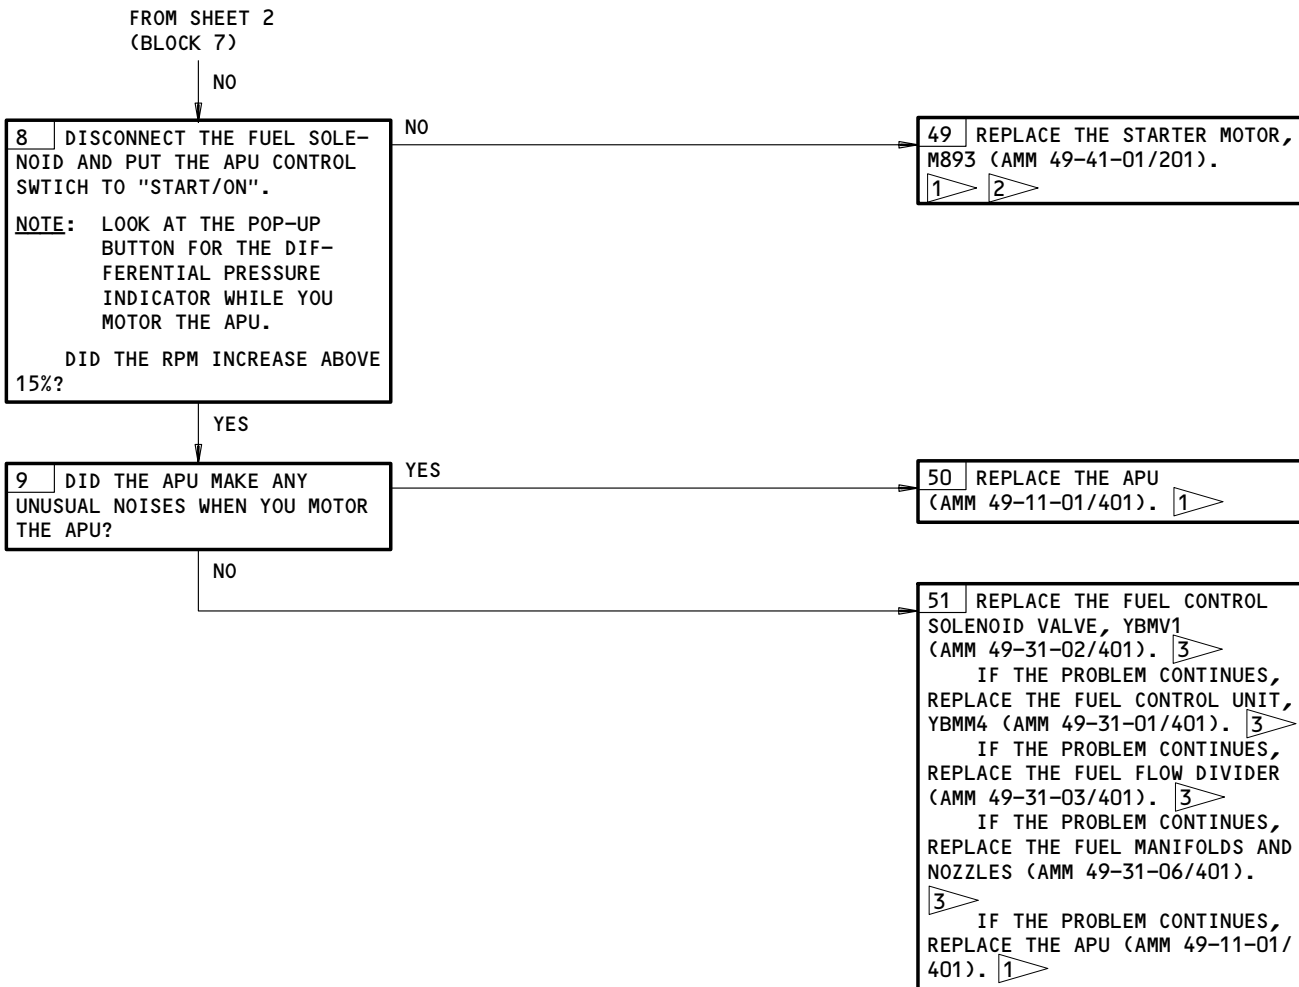 FROM SHEET 2
(BLOCK 7)
NO
8 DISCONNECT THE FUEL SOLE-
NOID AND PUT THE APU CONTROL
SWTICH TO "START/ON".
NOTE: LOOK AT THE POP-UP
BUTTON FOR THE DIF-
FERENTIAL PRESSURE
INDICATOR WHILE YOU
MOTOR THE APU.
DID THE RPM INCREASE ABOVE
15%?
NO
49 REPLACE THE STARTER MOTOR,
M893 (AMM 49-41-01/201).
1 2
YES
9 DID THE APU MAKE ANY
UNUSUAL NOISES WHEN YOU MOTOR
THE APU?
YES
50 REPLACE THE APU
(AMM 49-11-01/401). 1
NO
51 REPLACE THE FUEL CONTROL
SOLENOID VALVE, YBMV1
(AMM 49-31-02/401). 3
IF THE PROBLEM CONTINUES,
REPLACE THE FUEL CONTROL UNIT,
YBMM4 (AMM 49-31-01/401). 3
IF THE PROBLEM CONTINUES,
REPLACE THE FUEL FLOW DIVIDER
(AMM 49-31-03/401). 3
IF THE PROBLEM CONTINUES,
REPLACE THE FUEL MANIFOLDS AND
NOZZLES (AMM 49-31-06/401).
3
IF THE PROBLEM CONTINUES,
REPLACE THE APU (AMM 49-11-01/
401). 1